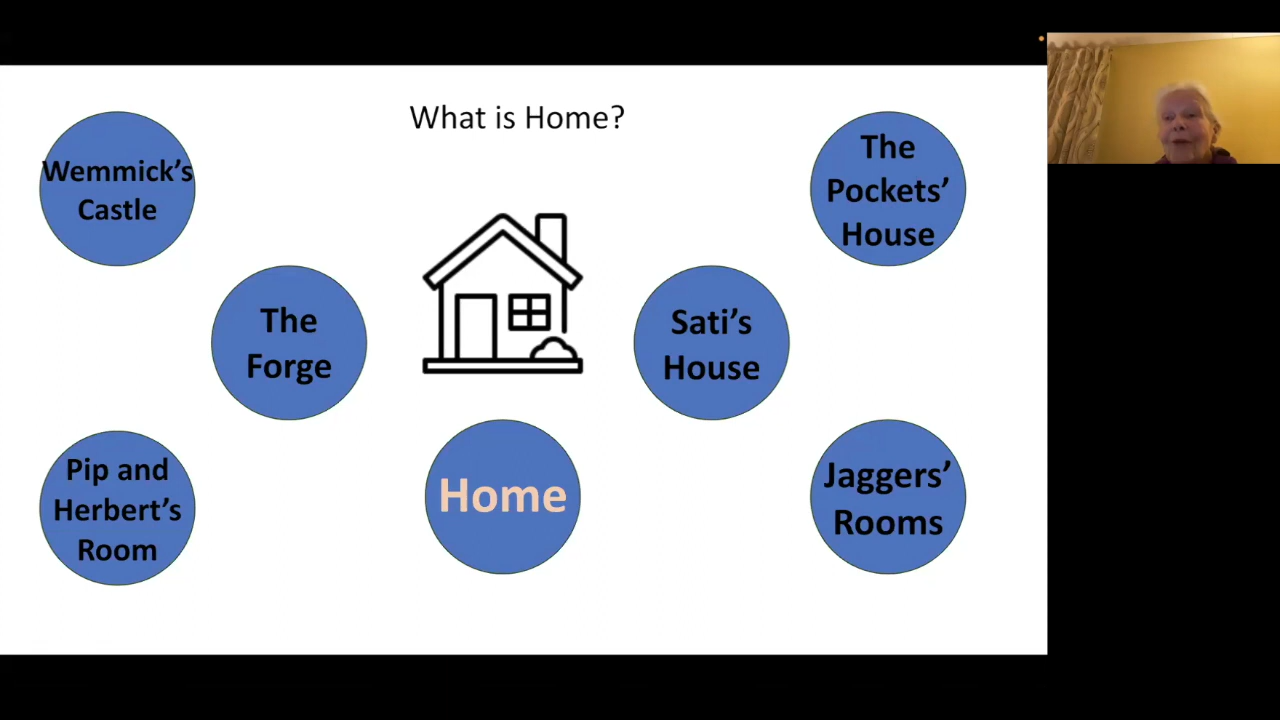 What is Home?
Wemmick's
Castle
The
Pockets'
House
The
Forge
Sati's
House
Pip and
Herbert's
Room
Home
Jaggers'
Rooms